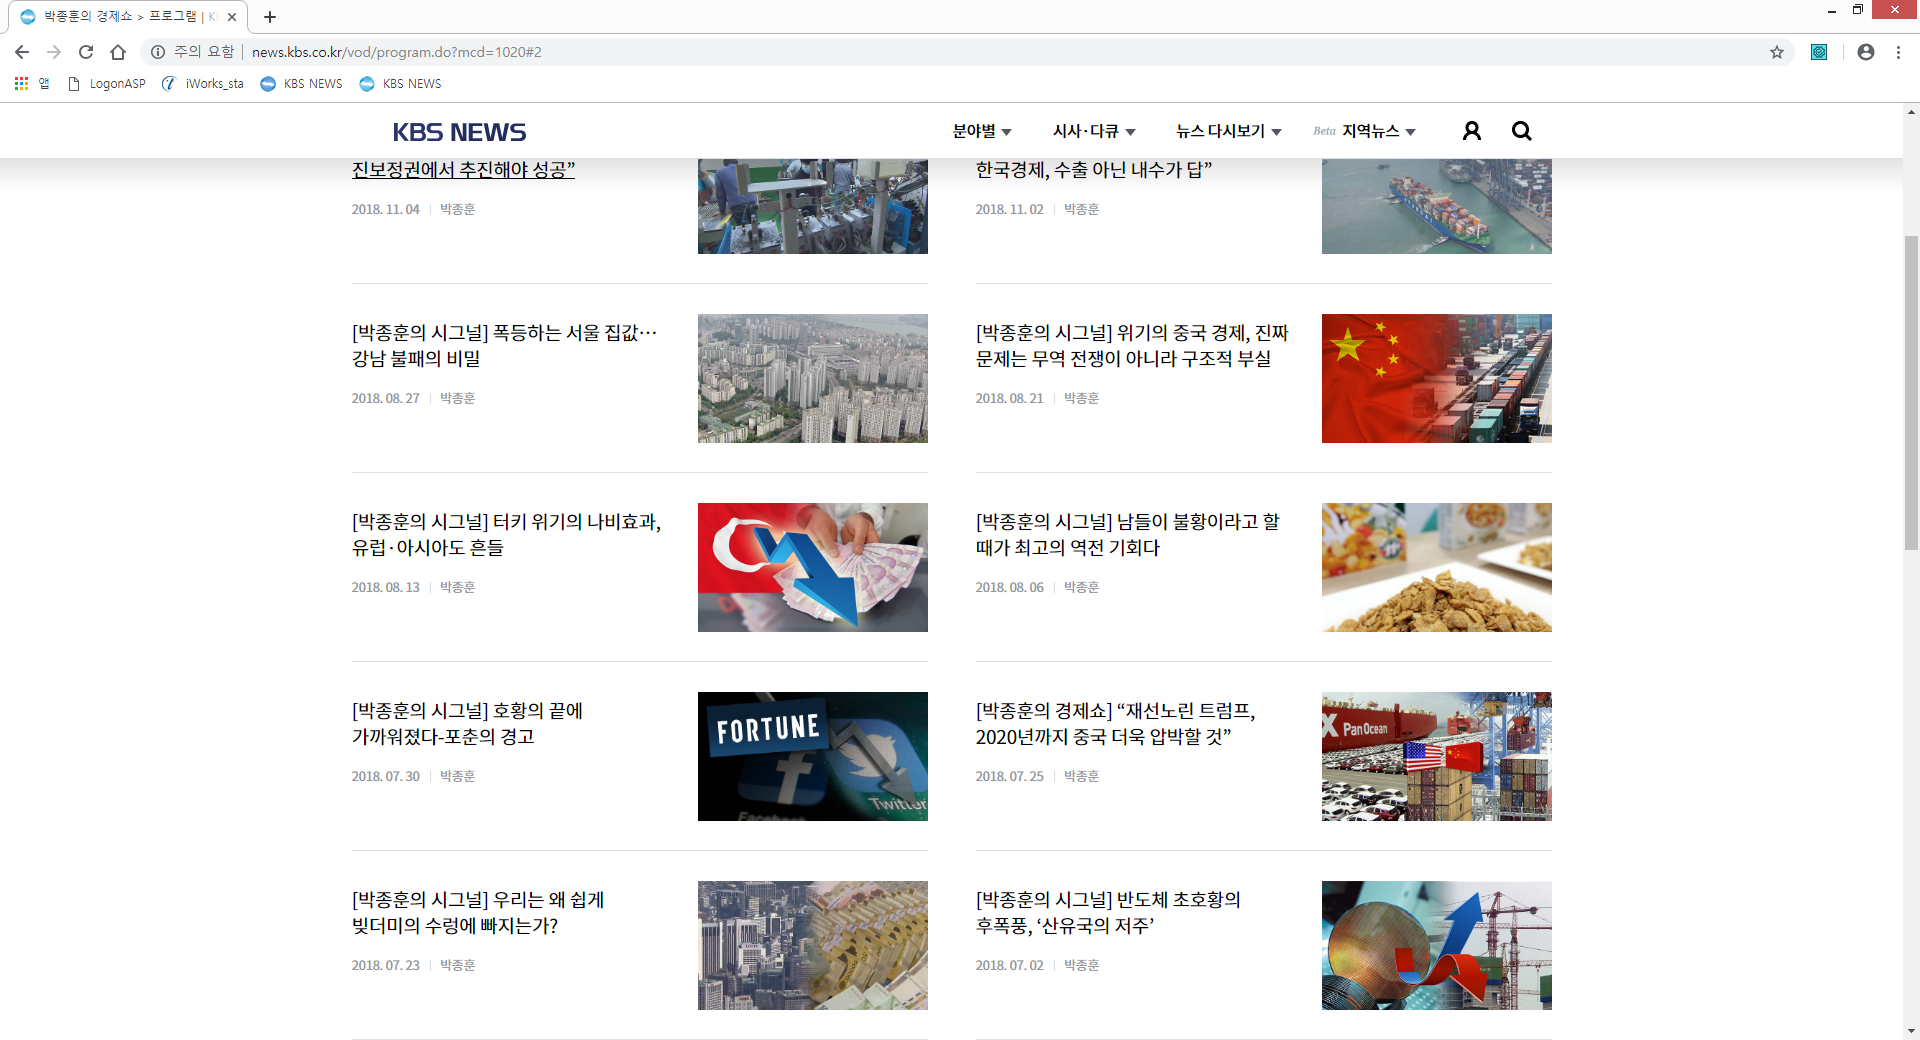 박종훈의 경제쇼 > 프로그램 | K
주의 요함 | news.kbs.co.kr/vod/program.do?mcd=1020#2
앱 LogonASP iWorks_sta KBS NEWS KBS NEWS
KBS NEWS 분야별 시사·다큐 뉴스 다시보기 Beta 지역뉴스
진보정권에서 추진해야 성공”
2018. 11. 04 | 박종훈
한국경제, 수출 아닌 내수가 답”
2018. 11. 02 | 박종훈
[박종훈의 시그널] 폭등하는 서울 집값…
강남 불패의 비밀
2018. 08. 27 | 박종훈
[박종훈의 시그널] 위기의 중국 경제, 진짜
문제는 무역 전쟁이 아니라 구조적 부실
2018. 08. 21 | 박종훈
[박종훈의 시그널] 터키 위기의 나비효과,
유럽·아시아도 흔들
2018. 08. 13 | 박종훈
[박종훈의 시그널] 남들이 불황이라고 할
때가 최고의 역전 기회다
2018. 08. 06 | 박종훈
[박종훈의 시그널] 호황의 끝에
가까워졌다-포춘의 경고
2018. 07. 30 | 박종훈
FORTUNE
Twitter
Facebook
[박종훈의 경제쇼] “재선노린 트럼프,
2020년까지 중국 더욱 압박할 것”
2018. 07. 25 | 박종훈
Pan Ocean
[박종훈의 시그널] 우리는 왜 쉽게
빚더미의 수렁에 빠지는가?
2018. 07. 23 | 박종훈
[박종훈의 시그널] 반도체 초호황의
후폭풍, ‘산유국의 저주’
2018. 07. 02 | 박종훈